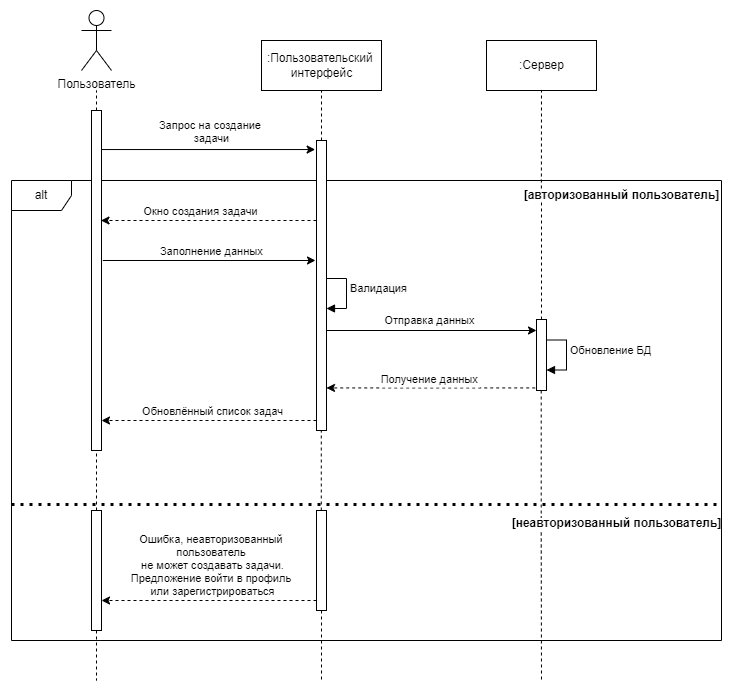 Пользователь
:Пользовательский
интерфейс
:Сервер
Запрос на создание
задачи
alt
[авторизованный пользователь]
Окно создания задачи
Заполнение данных
Валидация
Отправка данных
Обновление БД
Получение данных
Обновлённый список задач
[неавторизованный пользователь]
Ошибка, неавторизованный
пользователь
не может создавать задачи.
Предложение войти в профиль
или зарегистрироваться